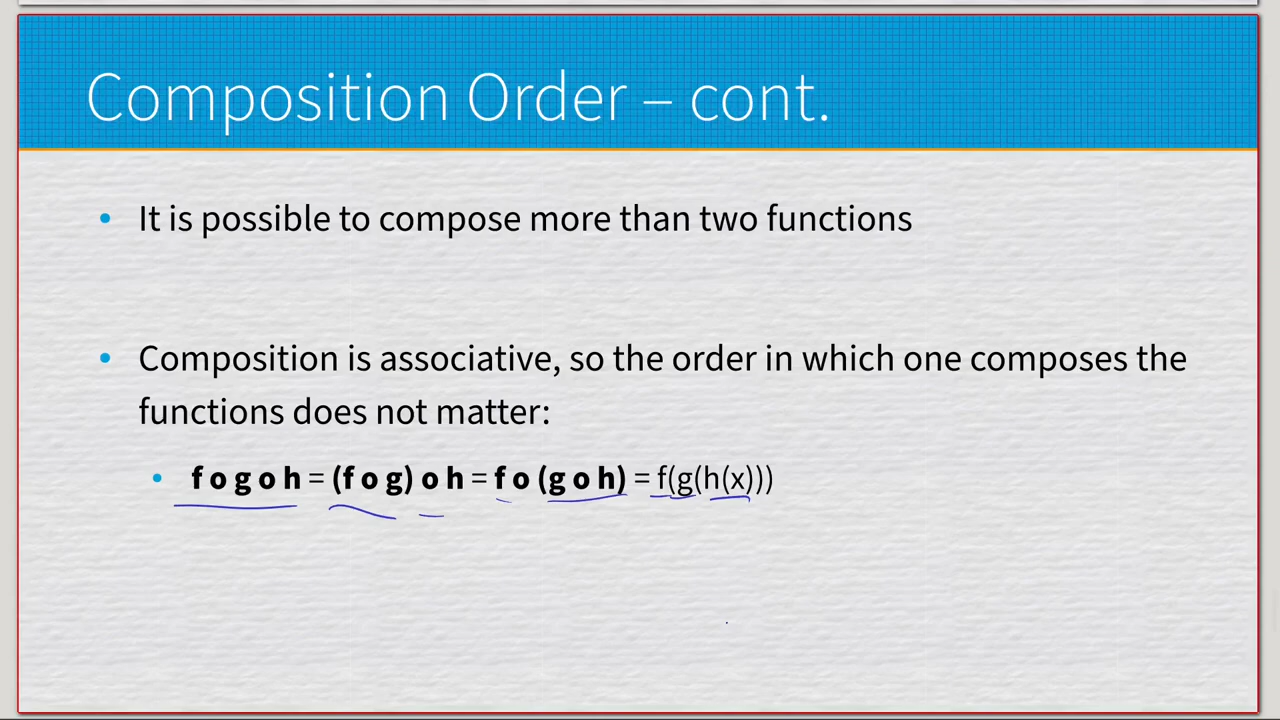 Composition Order – cont.
• It is possible to compose more than two functions
• Composition is associative, so the order in which one composes the
functions does not matter:
• f o g o h = (f o g) o h = f o (g o h) = f(g(h(x)))